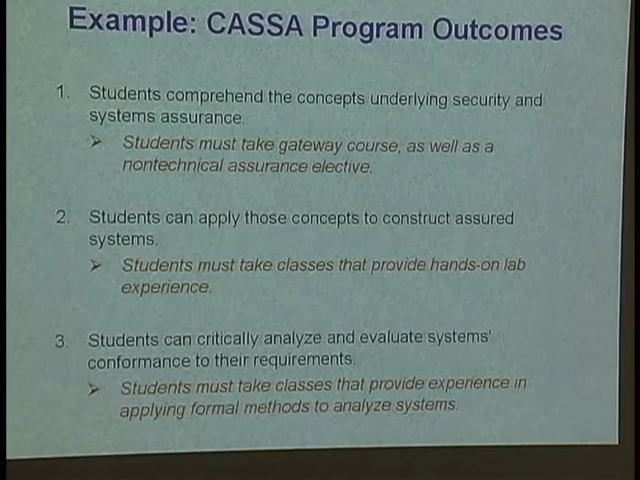 Example: CASSA Program Outcomes
1. Students comprehend the concepts underlying security and
systems assurance.
➢ Students must take gateway course, as well as a
nontechnical assurance elective.
2. Students can apply those concepts to construct assured
systems.
➢ Students must take classes that provide hands-on lab
experience.
3. Students can critically analyze and evaluate systems'
conformance to their requirements.
➢ Students must take classes that provide experience in
applying formal methods to analyze systems.